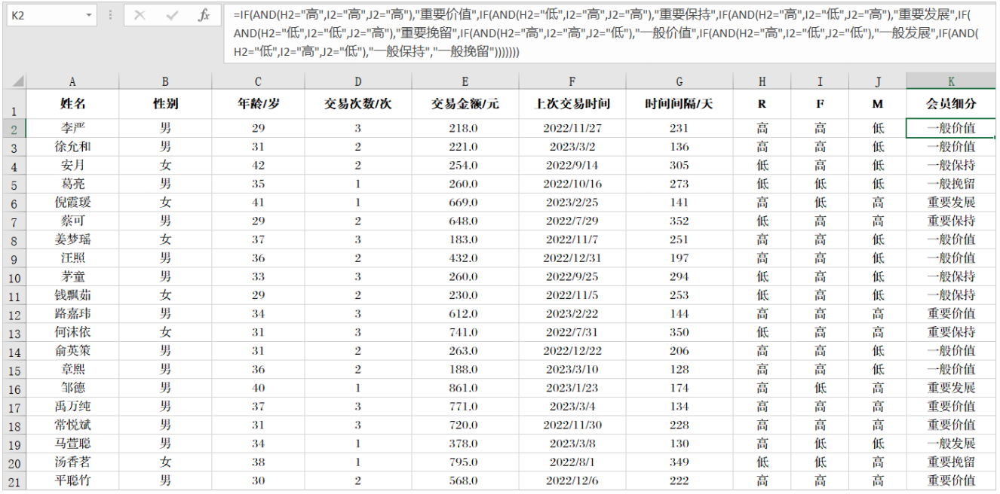 K2 fx =IF(AND(H2="高",I2="高",J2="高"),"重要价值",IF(AND(H2="低",I2="高",J2="高"),"重要保持",IF(AND(H2="高",I2="低",J2="高"),"重要发展",IF(
AND(H2="低",I2="低",J2="高"),"重要挽留",IF(AND(H2="高",I2="高",J2="低"),"一般价值",IF(AND(H2="高",I2="低",J2="低"),"一般发展",IF(AND(
H2="低",I2="高",J2="低"),"一般保持","一般挽留")))))))
A B C D E F G H I J K
1 姓名 性别 年龄/岁 交易次数/次 交易金额/元 上次交易时间 时间间隔/天 R F M 会员细分
2 李严 男 29 3 218.0 2022/11/27 231 高 高 低 一般价值
3 徐允和 男 31 2 221.0 2023/3/2 136 高 高 低 一般价值
4 安月 女 42 2 254.0 2022/9/14 305 低 高 低 一般保持
5 葛亮 男 35 1 260.0 2022/10/16 273 低 低 低 一般挽留
6 倪霞瑗 女 41 1 669.0 2023/2/25 141 高 低 高 重要发展
7 蔡可 男 29 2 648.0 2022/7/29 352 低 高 高 重要保持
8 姜梦瑶 女 37 3 183.0 2022/11/7 251 高 高 低 一般价值
9 汪照 男 36 2 432.0 2022/12/31 197 高 高 低 一般价值
10 茅童 男 33 3 260.0 2022/9/25 294 低 高 低 一般保持
11 钱飘茹 女 29 2 230.0 2022/11/5 253 低 高 低 一般保持
12 路嘉玮 男 34 3 612.0 2023/2/22 144 高 高 高 重要价值
13 何沫依 女 31 3 741.0 2022/7/31 350 低 高 高 重要保持
14 俞英策 男 31 2 263.0 2022/12/22 206 高 高 低 一般价值
15 章熙 男 36 2 188.0 2023/3/10 128 高 高 低 一般价值
16 邹德 男 40 1 861.0 2023/1/23 174 高 低 高 重要发展
17 禹万纯 男 37 3 771.0 2023/3/4 134 高 高 高 重要价值
18 常悦斌 男 31 3 720.0 2022/11/30 228 高 高 高 重要价值
19 马萱聪 男 34 1 378.0 2023/3/8 130 高 低 低 一般发展
20 汤香茗 女 38 1 795.0 2022/8/1 349 低 低 高 重要挽留
21 平聪竹 男 30 2 568.0 2022/12/6 222 高 高 高 重要价值